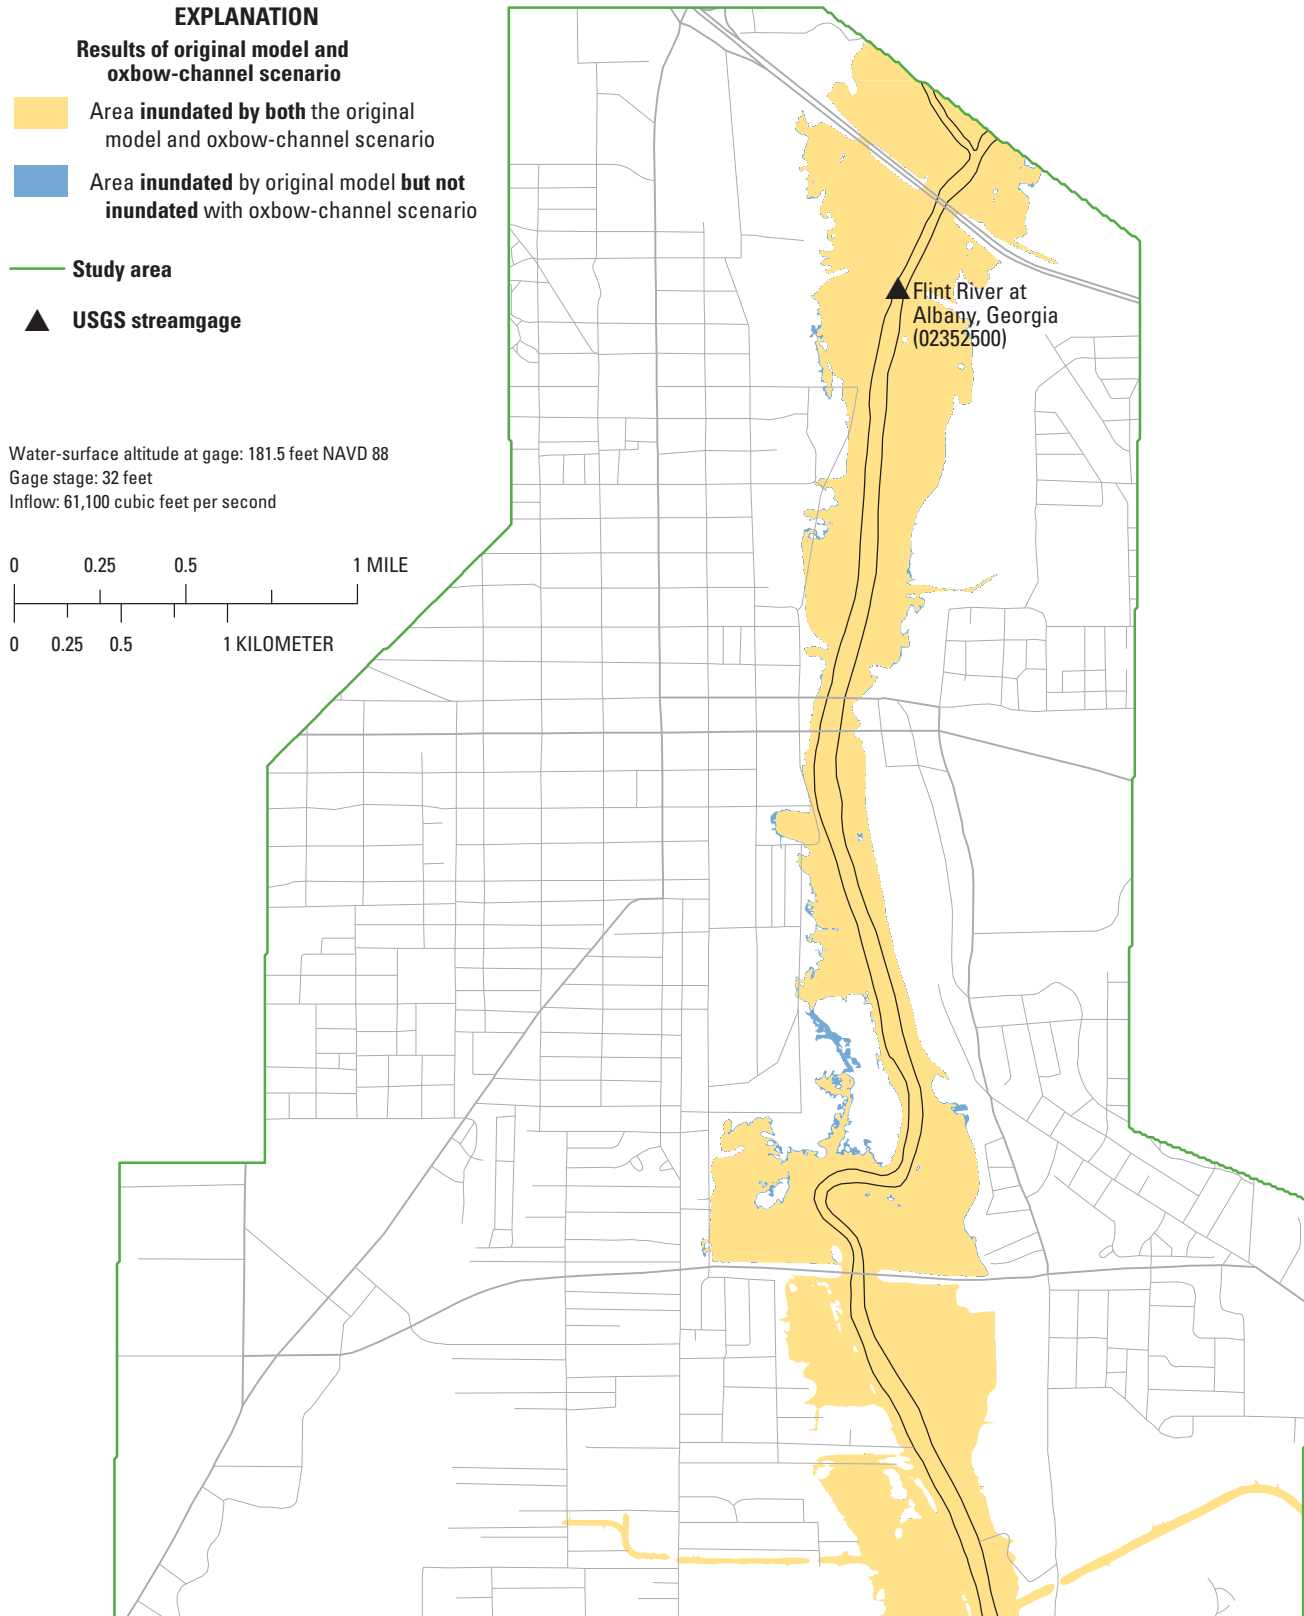 EXPLANATION
Results of original model and
oxbow-channel scenario
Area inundated by both the original
model and oxbow-channel scenario
Area inundated by original model but not
inundated with oxbow-channel scenario
Study area
USGS streamgage
Water-surface altitude at gage: 181.5 feet NAVD 88
Gage stage: 32 feet
Inflow: 61,100 cubic feet per second
0 0.25 0.5 1 MILE
0 0.25 0.5 1 KILOMETER
Flint River at
Albany, Georgia
(02352500)